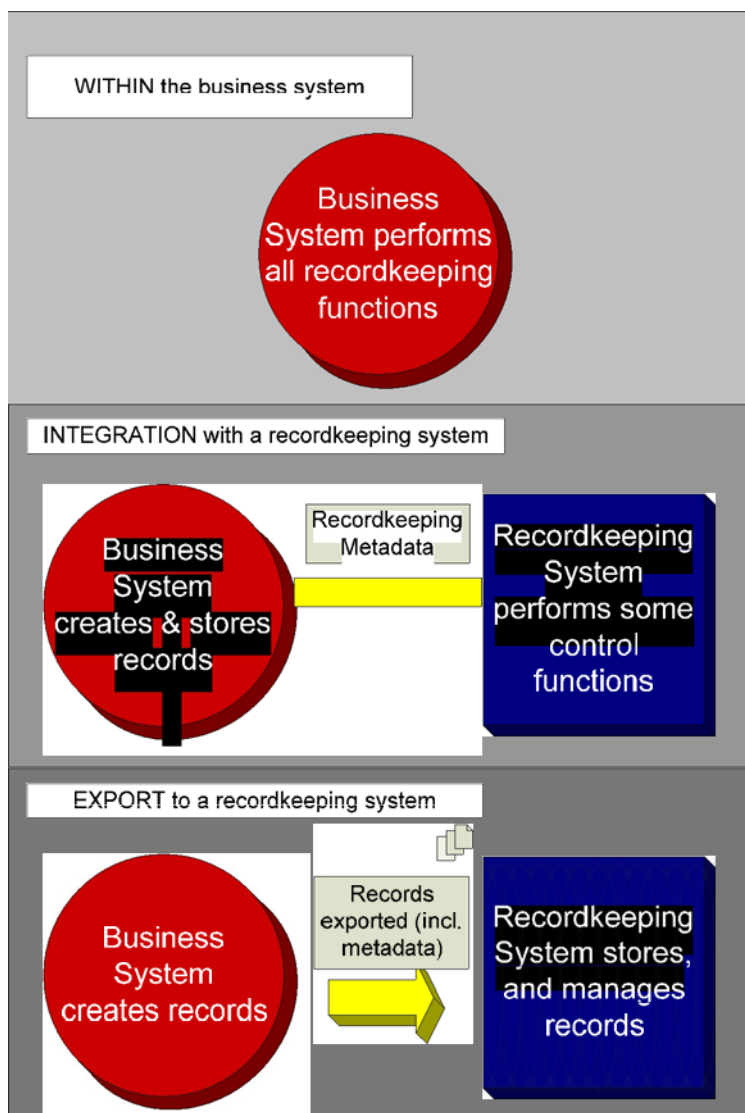 WITHIN the business system
Business
System performs
all recordkeeping
functions
INTEGRATION with a recordkeeping system
Business
System
creates & stores
records
Recordkeeping
Metadata
Recordkeeping
System
performs some
control
functions
EXPORT to a recordkeeping system
Business
System
creates records
Records
exported (incl.
metadata)
Recordkeeping
System stores,
and manages
records